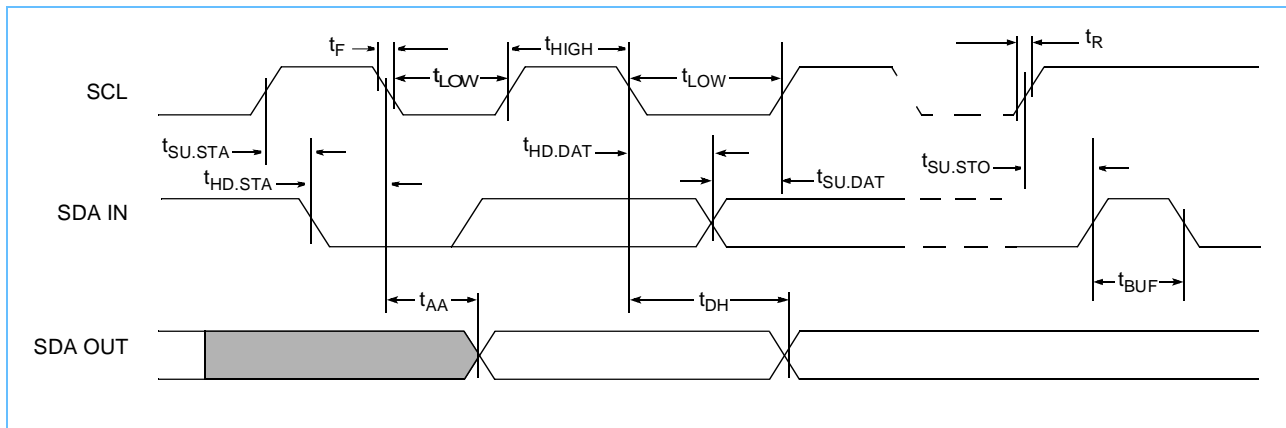 tF
tHIGH
tR
tLOW
tLOW
SCL
tSU.STA
tHD.DAT
tSU.STO
tHD.STA
tSU.DAT
SDA IN
tBUF
tAA
tDH
SDA OUT